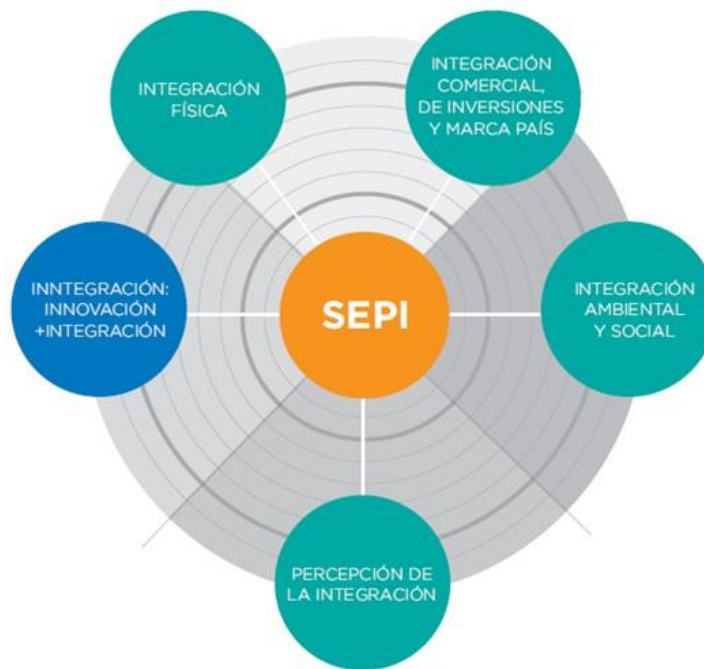 INTEGRACIÓN
FÍSICA
INTEGRACIÓN
COMERCIAL,
DE INVERSIONES
Y MARCA PAÍS
INNTEGRACIÓN:
INNOVACIÓN
+INTEGRACIÓN
SEPI
INTEGRACIÓN
AMBIENTAL
Y SOCIAL
PERCEPCIÓN DE
LA INTEGRACIÓN